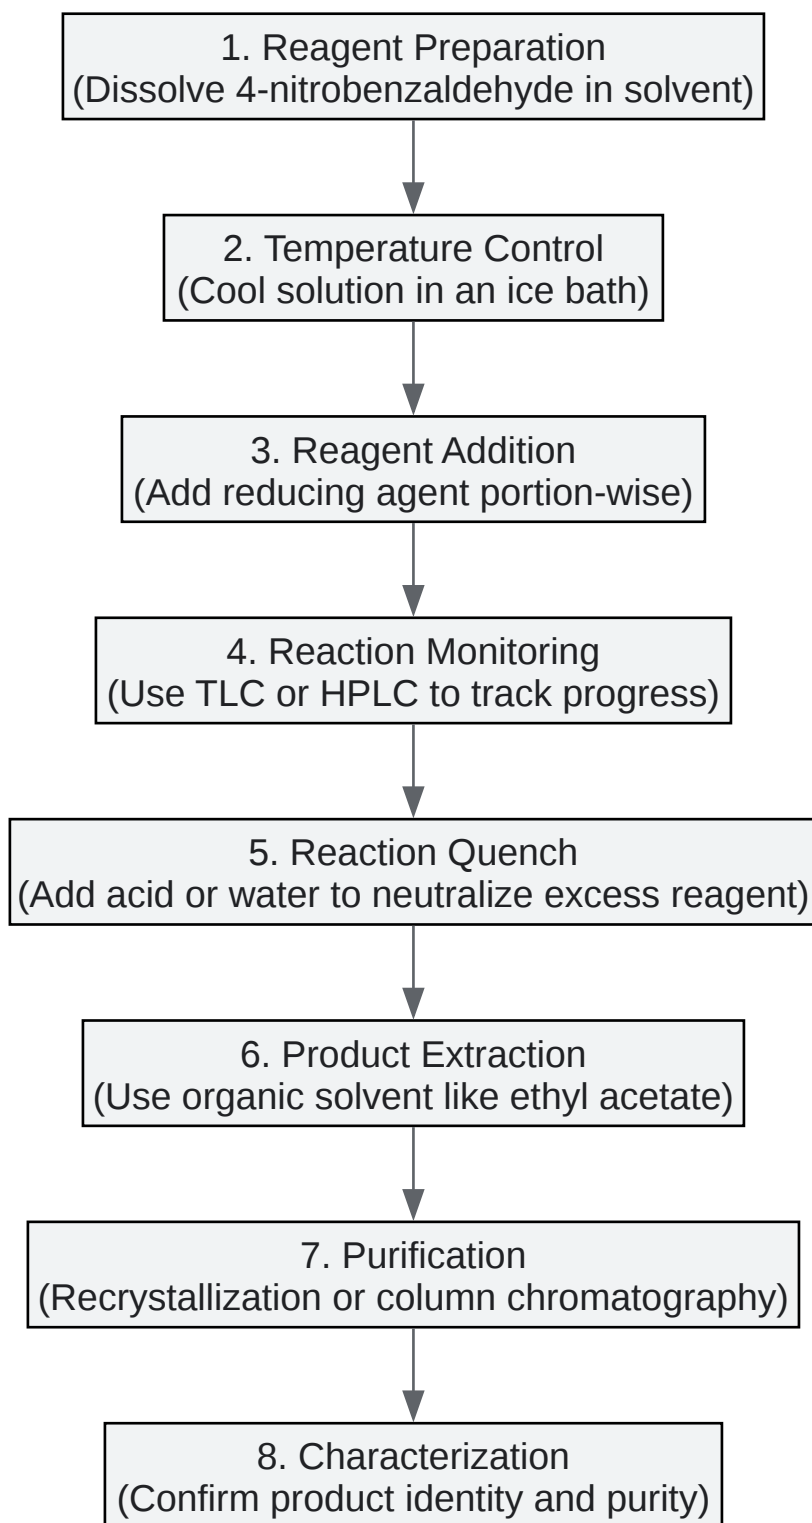 1. Reagent Preparation
(Dissolve 4-nitrobenzaldehyde in solvent)
2. Temperature Control
(Cool solution in an ice bath)
3. Reagent Addition
(Add reducing agent portion-wise)
4. Reaction Monitoring
(Use TLC or HPLC to track progress)
5. Reaction Quench
(Add acid or water to neutralize excess reagent)
6. Product Extraction
(Use organic solvent like ethyl acetate)
7. Purification
(Recrystallization or column chromatography)
8. Characterization
(Confirm product identity and purity)